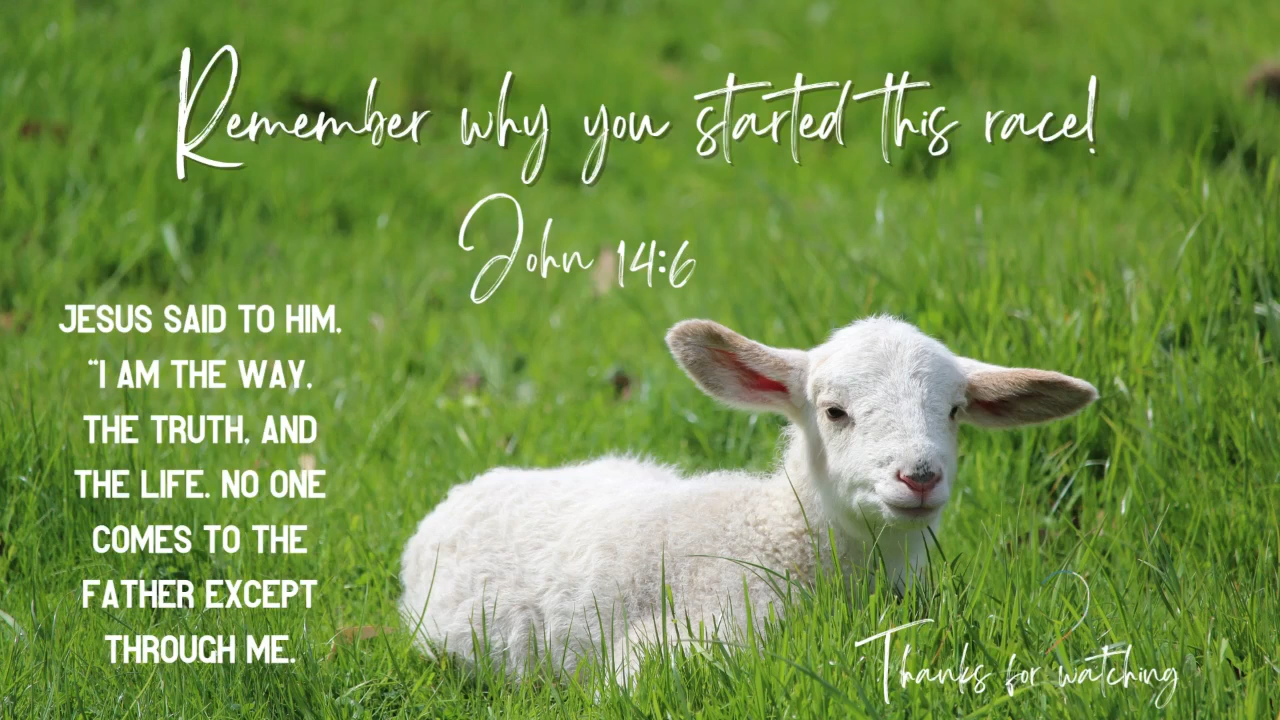 Remember why you started this race!
John 14:6
JESUS SAID TO HIM,
“I AM THE WAY,
THE TRUTH, AND
THE LIFE. NO ONE
COMES TO THE
FATHER EXCEPT
THROUGH ME.
Thanks for watching